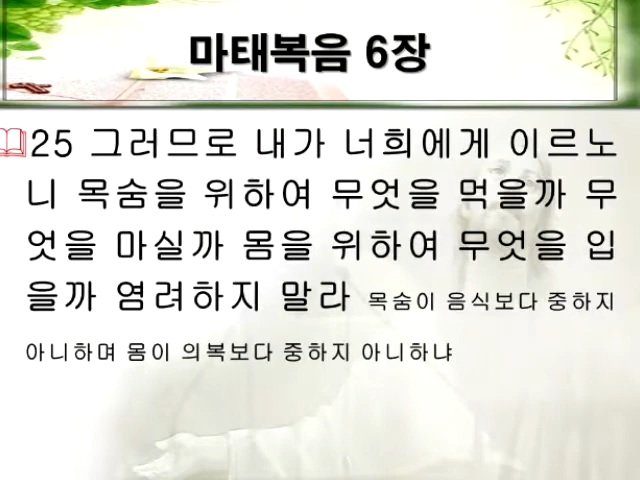 마태복음 6장
25 그러므로 내가 너희에게 이르노
니 목숨을 위하여 무엇을 먹을까 무
엇을 마실까 몸을 위하여 무엇을 입
을까 염려하지 말라 목숨이 음식보다 중하지
아니하며 몸이 의복보다 중하지 아니하냐